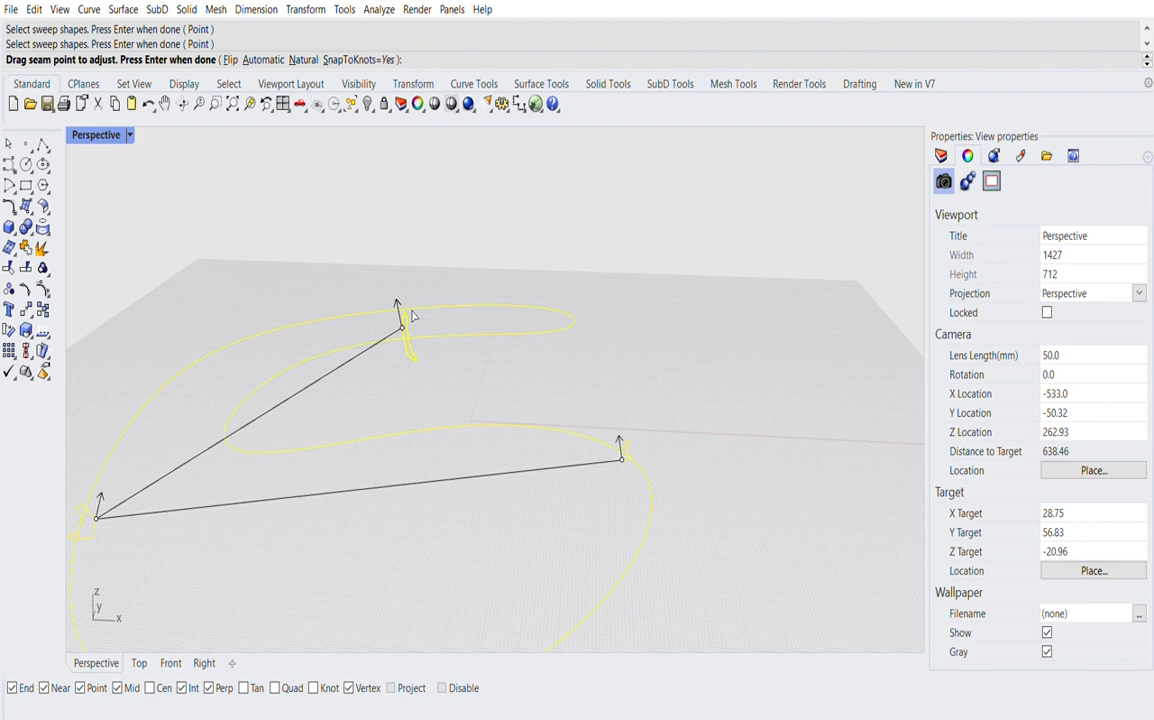 File Edit View Curve Surface SubD Solid Mesh Dimension Transform Tools Analyze Render Panels Help
Select sweep shapes. Press Enter when done ( Point )
Select sweep shapes. Press Enter when done ( Point )
Drag seam point to adjust. Press Enter when done ( Flip Automatic Natural SnapToKnots=Yes ):
Standard CPlanes Set View Display Select Viewport Layout Visibility Transform Curve Tools Surface Tools Solid Tools SubD Tools Mesh Tools Render Tools Drafting New in V7
Perspective
Properties: View properties
Viewport
Title Perspective
Width 1427
Height 712
Projection Perspective
Locked
Camera
Lens Length(mm) 50.0
Rotation 0.0
X Location -533.0
Y Location -50.32
Z Location 262.93
Distance to Target 638.46
Location Place...
Target
X Target 28.75
Y Target 56.83
Z Target -20.96
Location Place...
Wallpaper
Filename (none) ...
Show
Gray
z
y
x
Perspective Top Front Right
End Near Point Mid Cen Int Perp Tan Quad Knot Vertex Project Disable